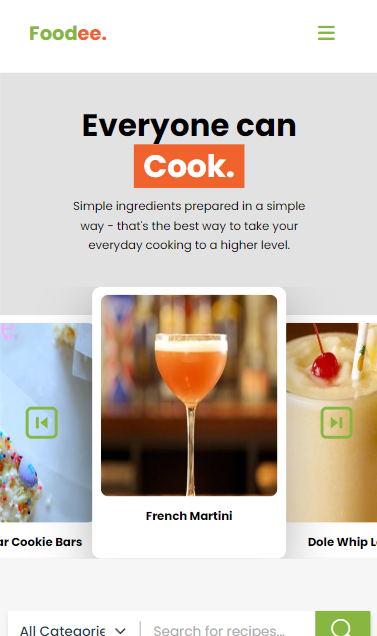 Foodee.
Everyone can
Cook.
Simple ingredients prepared in a simple
way - that's the best way to take your
everyday cooking to a higher level.
French Martini
Cookie Bars
Dole Whip
All Categorie
Search for recipes...